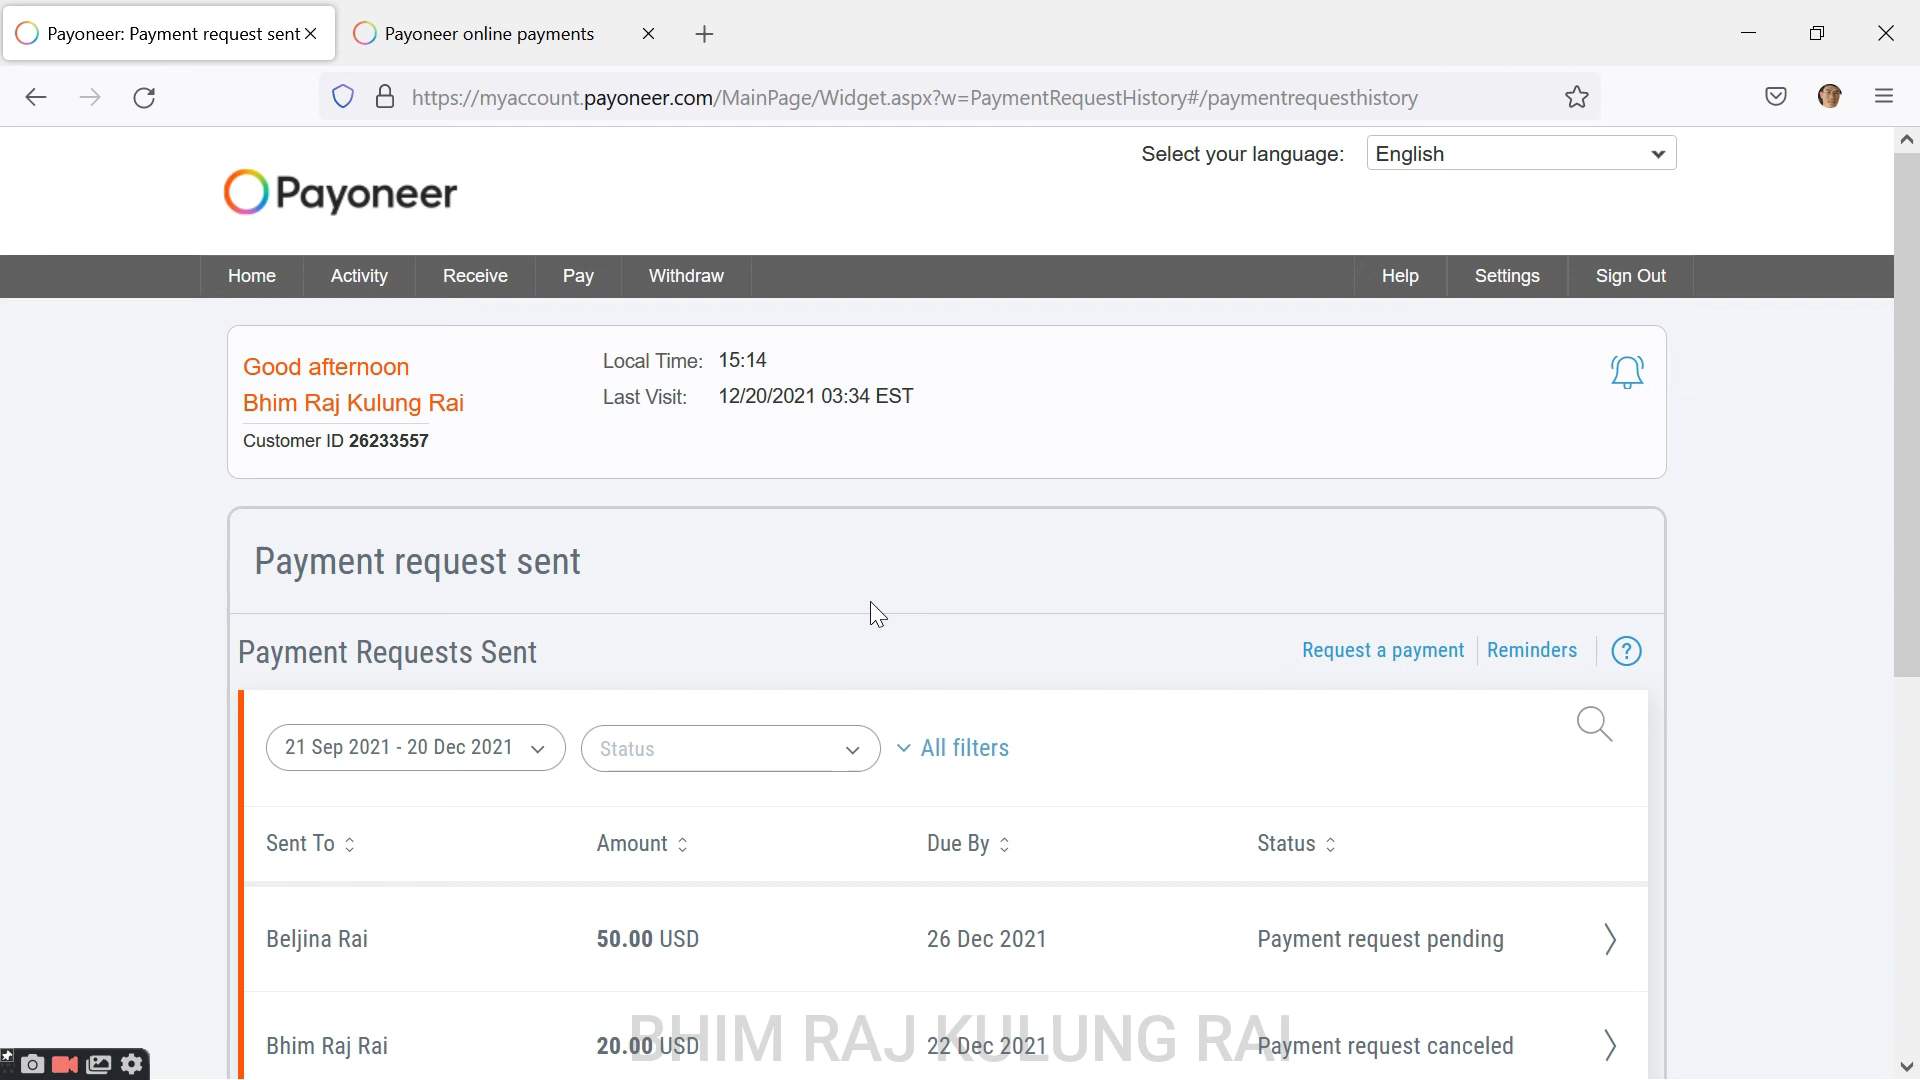 Payoneer: Payment request sent
Payoneer online payments
https://myaccount.payoneer.com/MainPage/Widget.aspx?w=PaymentRequestHistory#/paymentrequesthistory
Select your language: English
Payoneer
Home Activity Receive Pay Withdraw Help Settings Sign Out
Good afternoon
Bhim Raj Kulung Rai
Customer ID 26233557
Local Time: 15:14
Last Visit: 12/20/2021 03:34 EST
Payment request sent
Payment Requests Sent
Request a payment Reminders ?
21 Sep 2021 - 20 Dec 2021 Status All filters
Sent To Amount Due By Status
Beljina Rai 50.00 USD 26 Dec 2021 Payment request pending
Bhim Raj Rai 20.00 USD 22 Dec 2021 Payment request canceled
BHIM RAJ KULUNG RAI